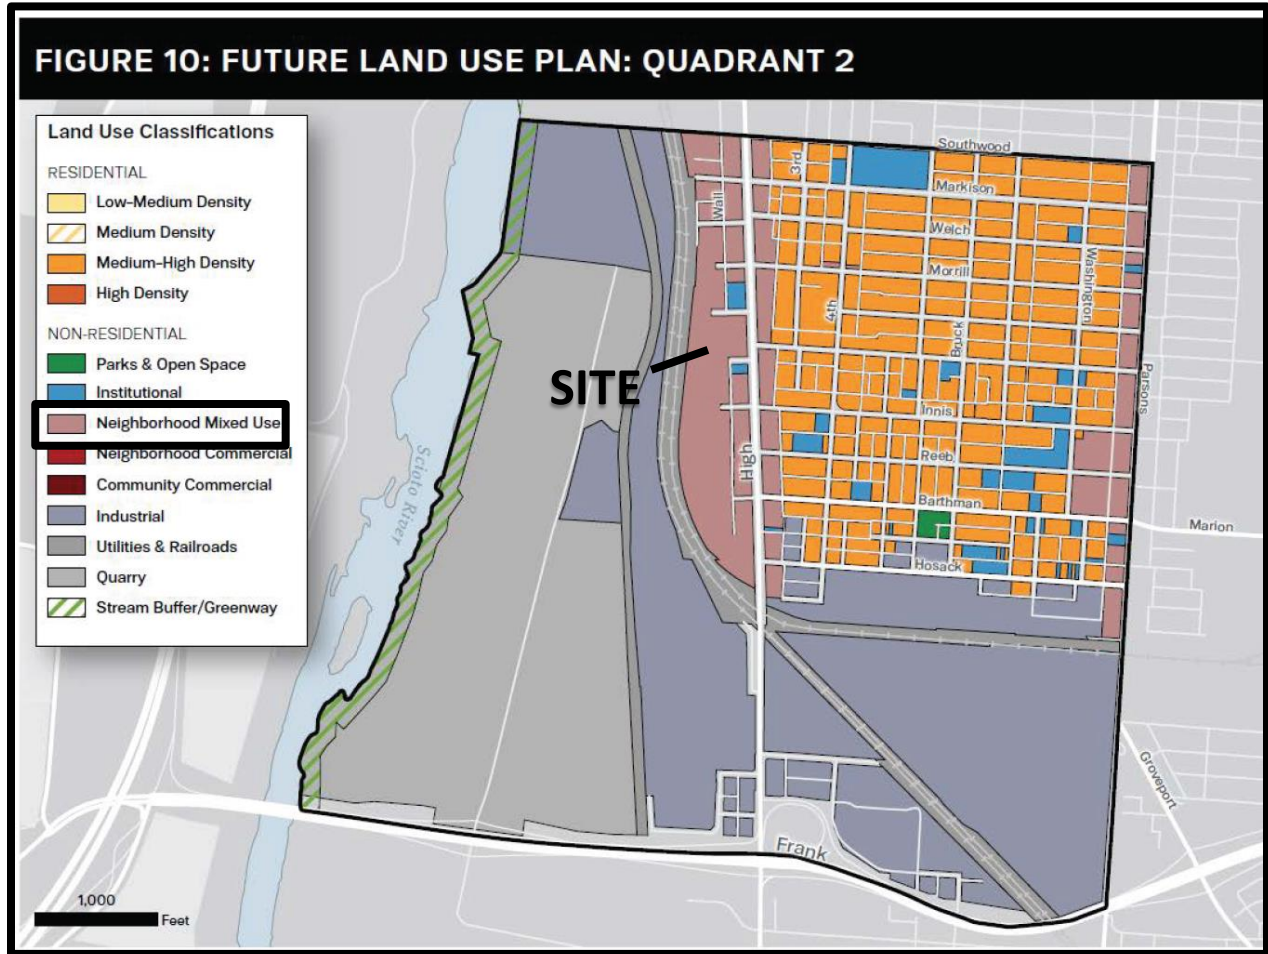 FIGURE 10: FUTURE LAND USE PLAN: QUADRANT 2
Land Use Classifications
RESIDENTIAL
Low-Medium Density
Medium Density
Medium-High Density
High Density
NON-RESIDENTIAL
Parks & Open Space
Institutional
Neighborhood Mixed Use
Neighborhood Commercial
Community Commercial
Industrial
Utilities & Railroads
Quarry
Stream Buffer/Greenway
Southwood
3rd
Markison
Wall
Welch
Washington
Morrill
4th
Bruck
SITE
Parsons
Innis
High
Reeb
Scioto River
Barthman
Marion
Hosack
Groveport
Frank
1,000
Feet